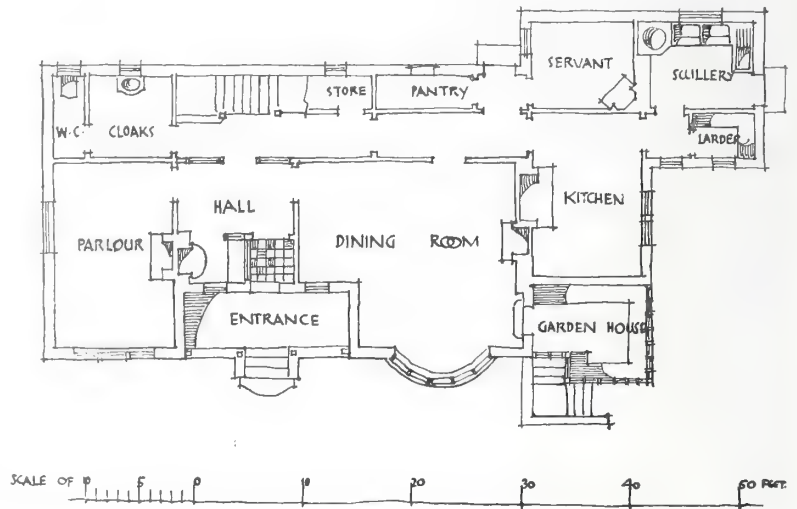 SERVANT
SCULLERY
STORE
PANTRY
W.C.
CLOAKS
LARDER
KITCHEN
HALL
PARLOUR
DINING ROOM
ENTRANCE
GARDEN HOUSE
SCALE OF 10 5 0 10 20 30 40 50 FEET.